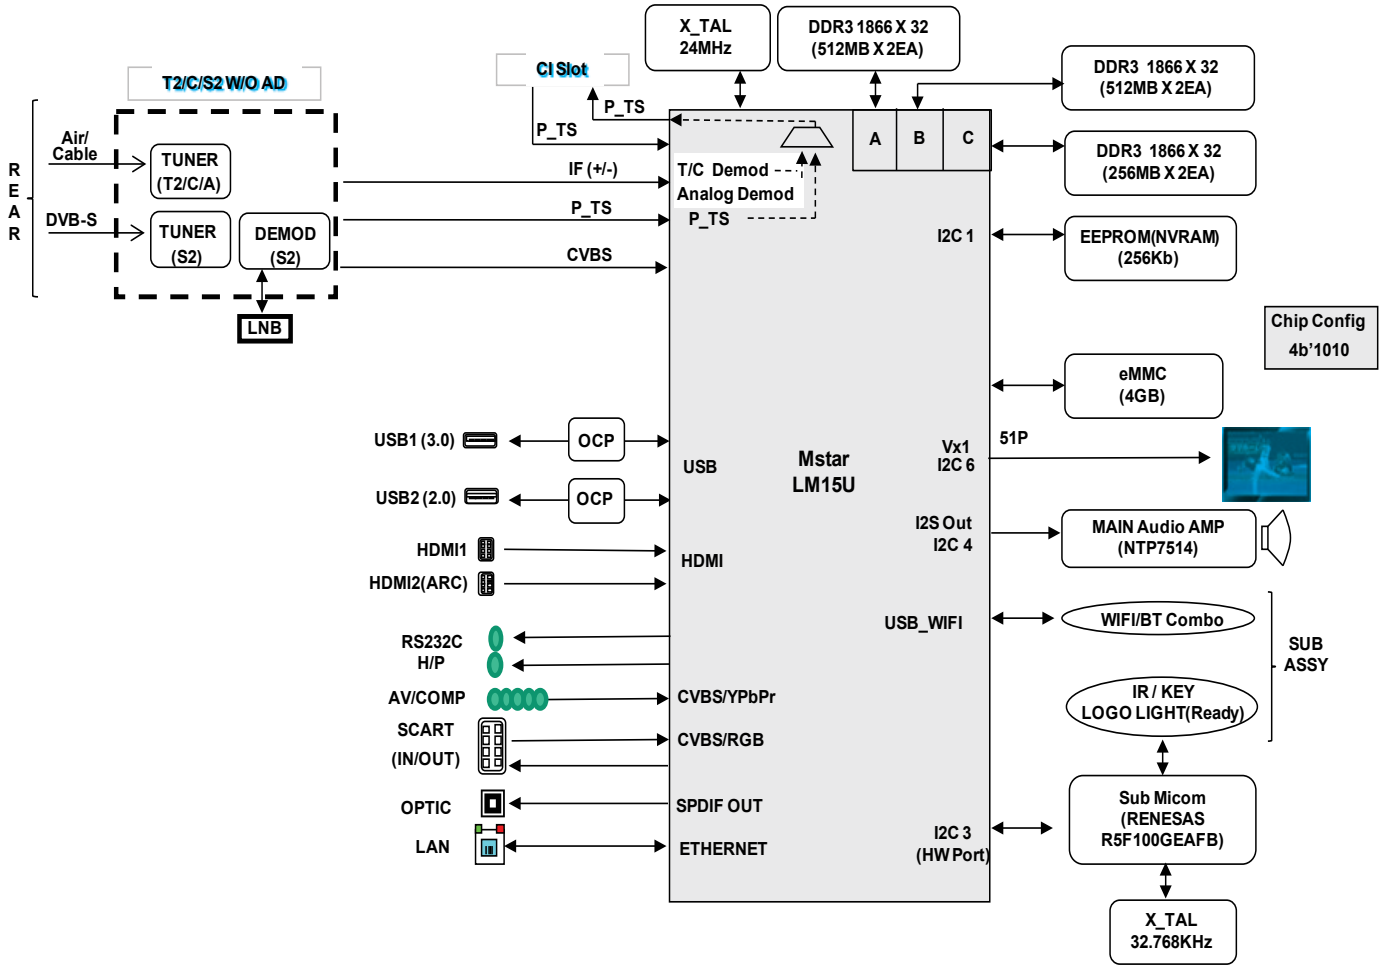 X_TAL
24MHz
DDR3 1866 X 32
(512MB X 2EA)
CI Slot
DDR3 1866 X 32
(512MB X 2EA)
T2/C/S2 W/O AD
P_TS
P_TS
A
B
C
DDR3 1866 X 32
(256MB X 2EA)
REAR
Air/
Cable
TUNER
(T2/C/A)
IF (+/-)
T/C Demod
Analog Demod
P_TS
P_TS
DVB-S
TUNER
(S2)
DEMOD
(S2)
CVBS
LNB
I2C 1
EEPROM(NVRAM)
(256Kb)
Chip Config
4b'1010
eMMC
(4GB)
USB1 (3.0)
OCP
USB
USB2 (2.0)
OCP
Mstar
LM15U
Vx1
I2C 6
51P
I2S Out
I2C 4
MAIN Audio AMP
(NTP7514)
HDMI1
HDMI2(ARC)
HDMI
USB_WIFI
WIFI/BT Combo
SUB
ASSY
RS232C
H/P
AV/COMP
CVBS/YPbPr
IR / KEY
LOGO LIGHT(Ready)
SCART
(IN/OUT)
CVBS/RGB
OPTIC
SPDIF OUT
LAN
ETHERNET
I2C 3
(HW Port)
Sub Micom
(RENESAS
R5F100GEAFB)
X_TAL
32.768KHz